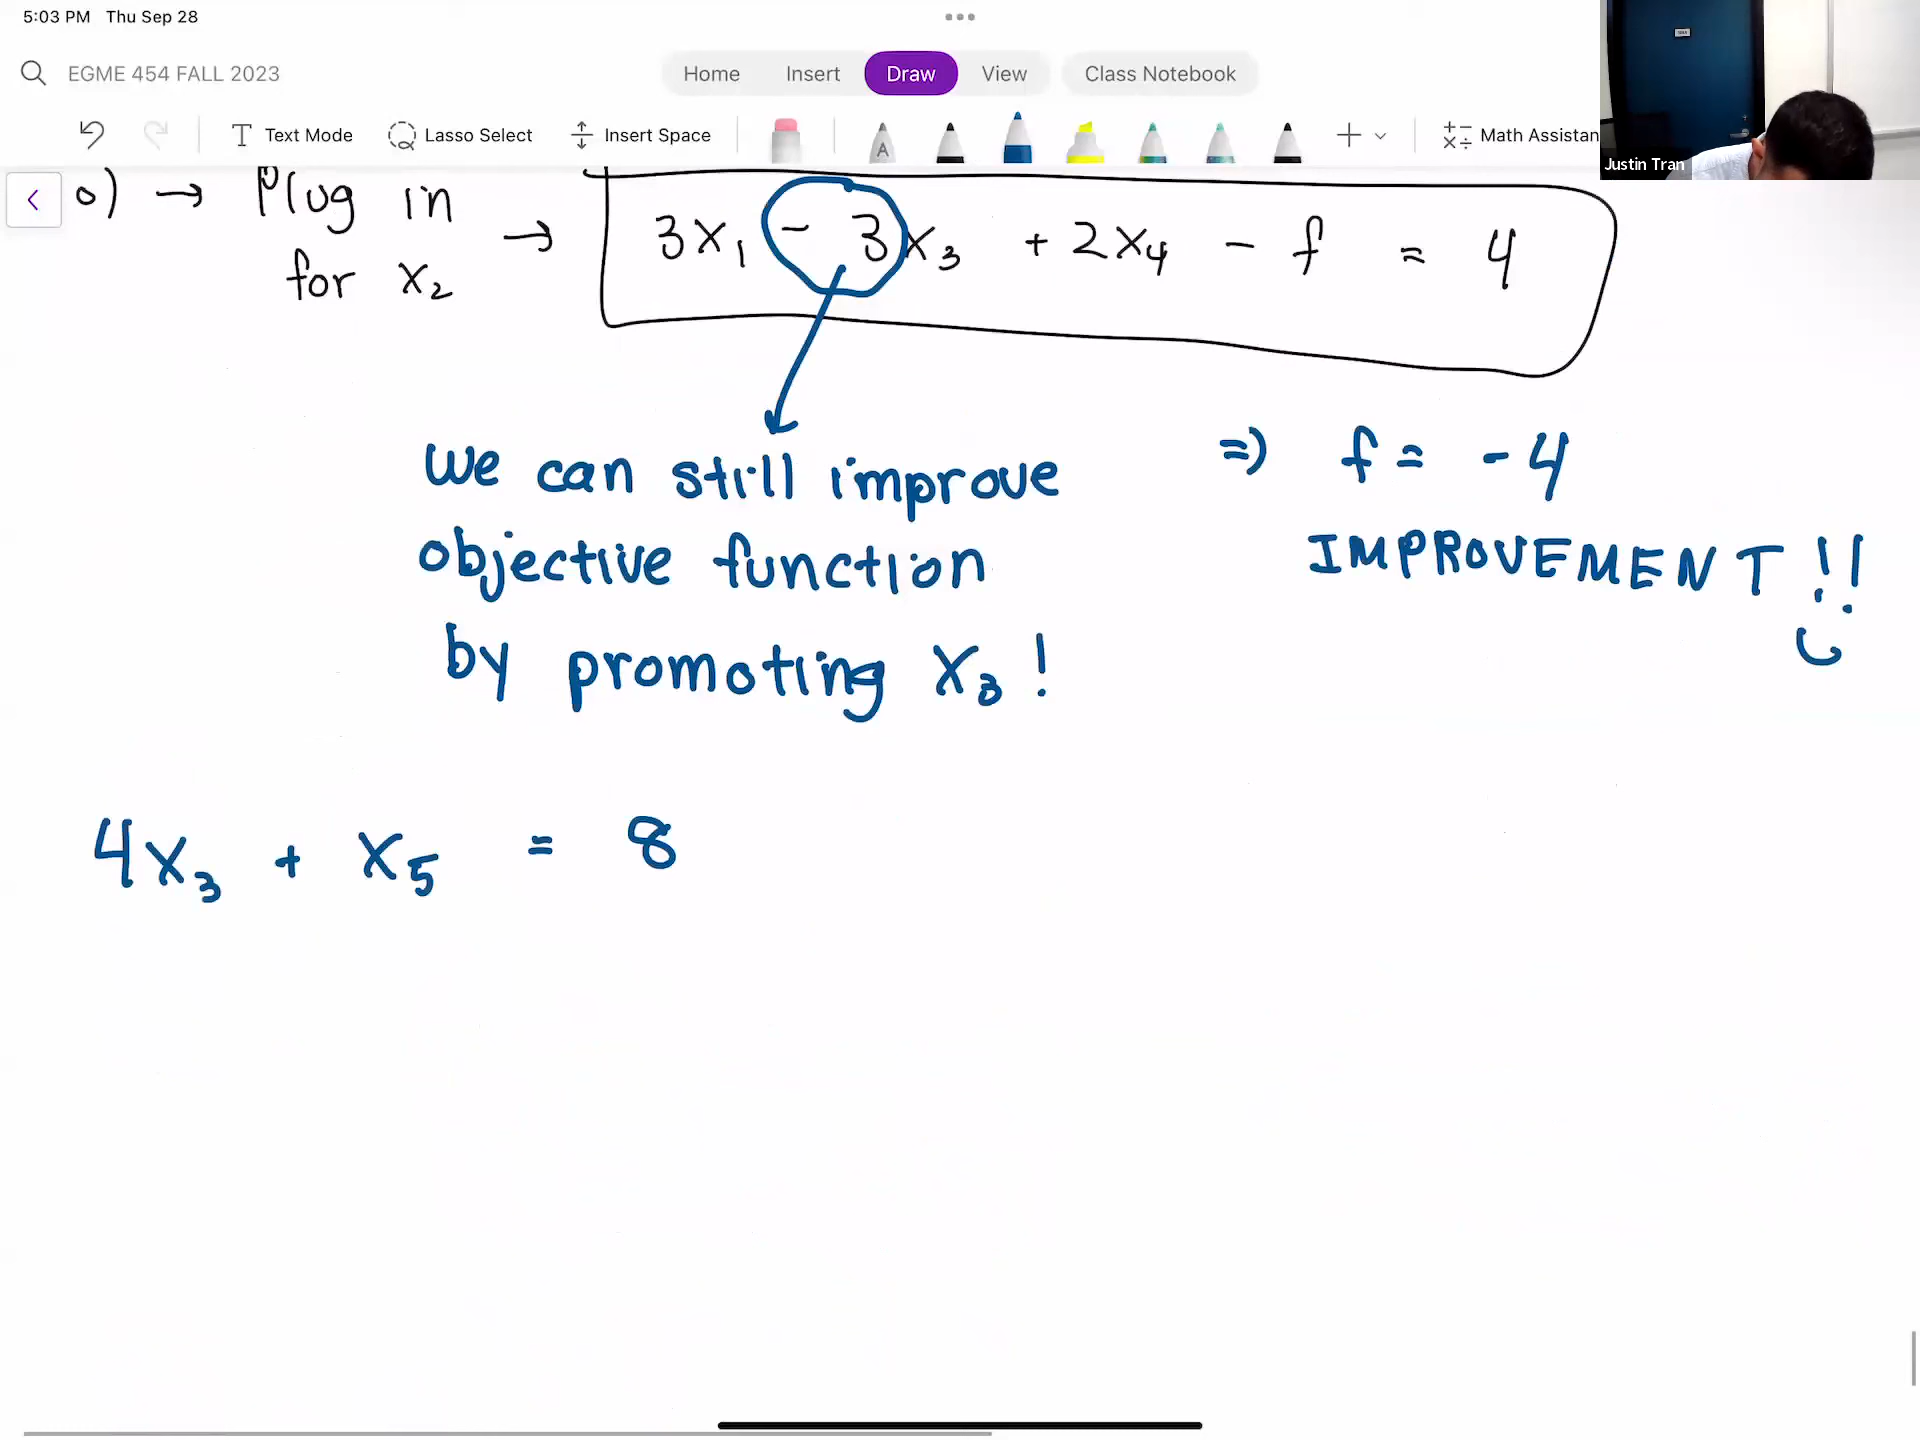 5:03 PM Thu Sep 28
EGME 454 FALL 2023
Home Insert Draw View Class Notebook
Text Mode Lasso Select Insert Space A Math Assistan
Justin Tran
0) → Plug in for x₂ → 3x₁ - 3x₃ + 2x₄ - f = 4
we can still improve
objective function
by promoting x₃!
=) f = -4
IMPROVEMENT !!
4x₃ + x₅ = 8